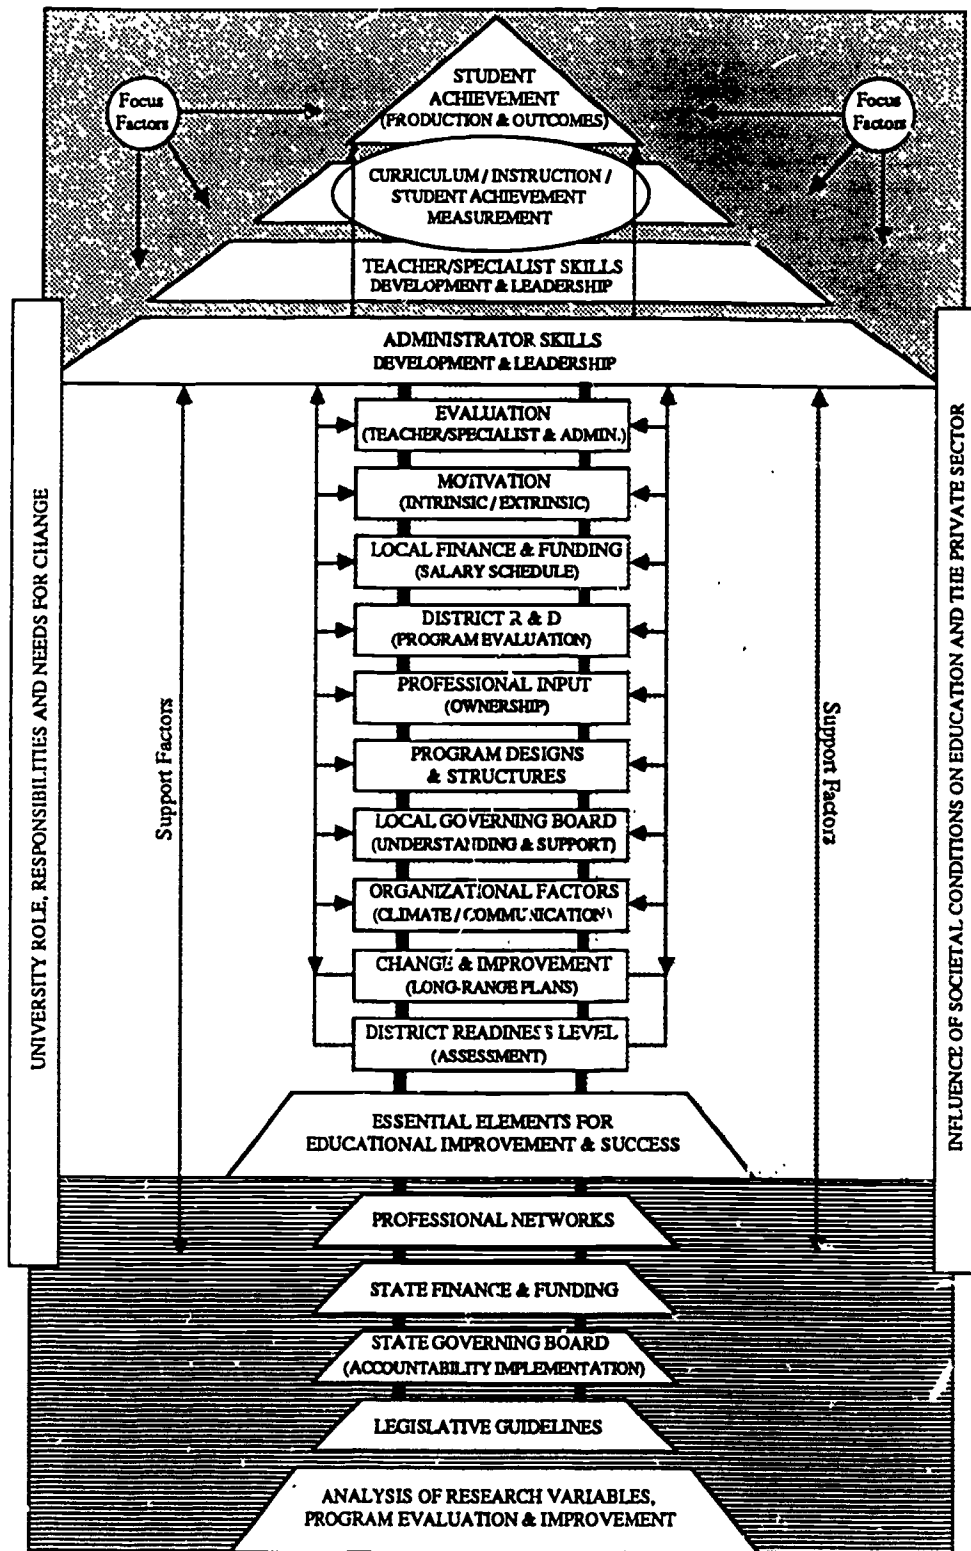 STUDENT
ACHIEVEMENT
(PRODUCTION & OUTCOMES)
Focus
Factors
Focus
Factors
CURRICULUM / INSTRUCTION /
STUDENT ACHIEVEMENT
MEASUREMENT
TEACHER/SPECIALIST SKILLS
DEVELOPMENT & LEADERSHIP
ADMINISTRATOR SKILLS
DEVELOPMENT & LEADERSHIP
UNIVERSITY ROLE, RESPONSIBILITIES AND NEEDS FOR CHANGE
Support Factors
EVALUATION
(TEACHER/SPECIALIST & ADMIN.)
MOTIVATION
(INTRINSIC / EXTRINSIC)
LOCAL FINANCE & FUNDING
(SALARY SCHEDULE)
DISTRICT R & D
(PROGRAM EVALUATION)
PROFESSIONAL INPUT
(OWNERSHIP)
PROGRAM DESIGNS
& STRUCTURES
LOCAL GOVERNING BOARD
(UNDERSTANDING & SUPPORT)
ORGANIZATIONAL FACTORS
(CLIMATE / COMMUNICATION)
CHANGE & IMPROVEMENT
(LONG-RANGE PLANS)
DISTRICT READINESS LEVEL
(ASSESSMENT)
Support Factors
INFLUENCE OF SOCIETAL CONDITIONS ON EDUCATION AND THE PRIVATE SECTOR
ESSENTIAL ELEMENTS FOR
EDUCATIONAL IMPROVEMENT & SUCCESS
PROFESSIONAL NETWORKS
STATE FINANCE & FUNDING
STATE GOVERNING BOARD
(ACCOUNTABILITY IMPLEMENTATION)
LEGISLATIVE GUIDELINES
ANALYSIS OF RESEARCH VARIABLES,
PROGRAM EVALUATION & IMPROVEMENT